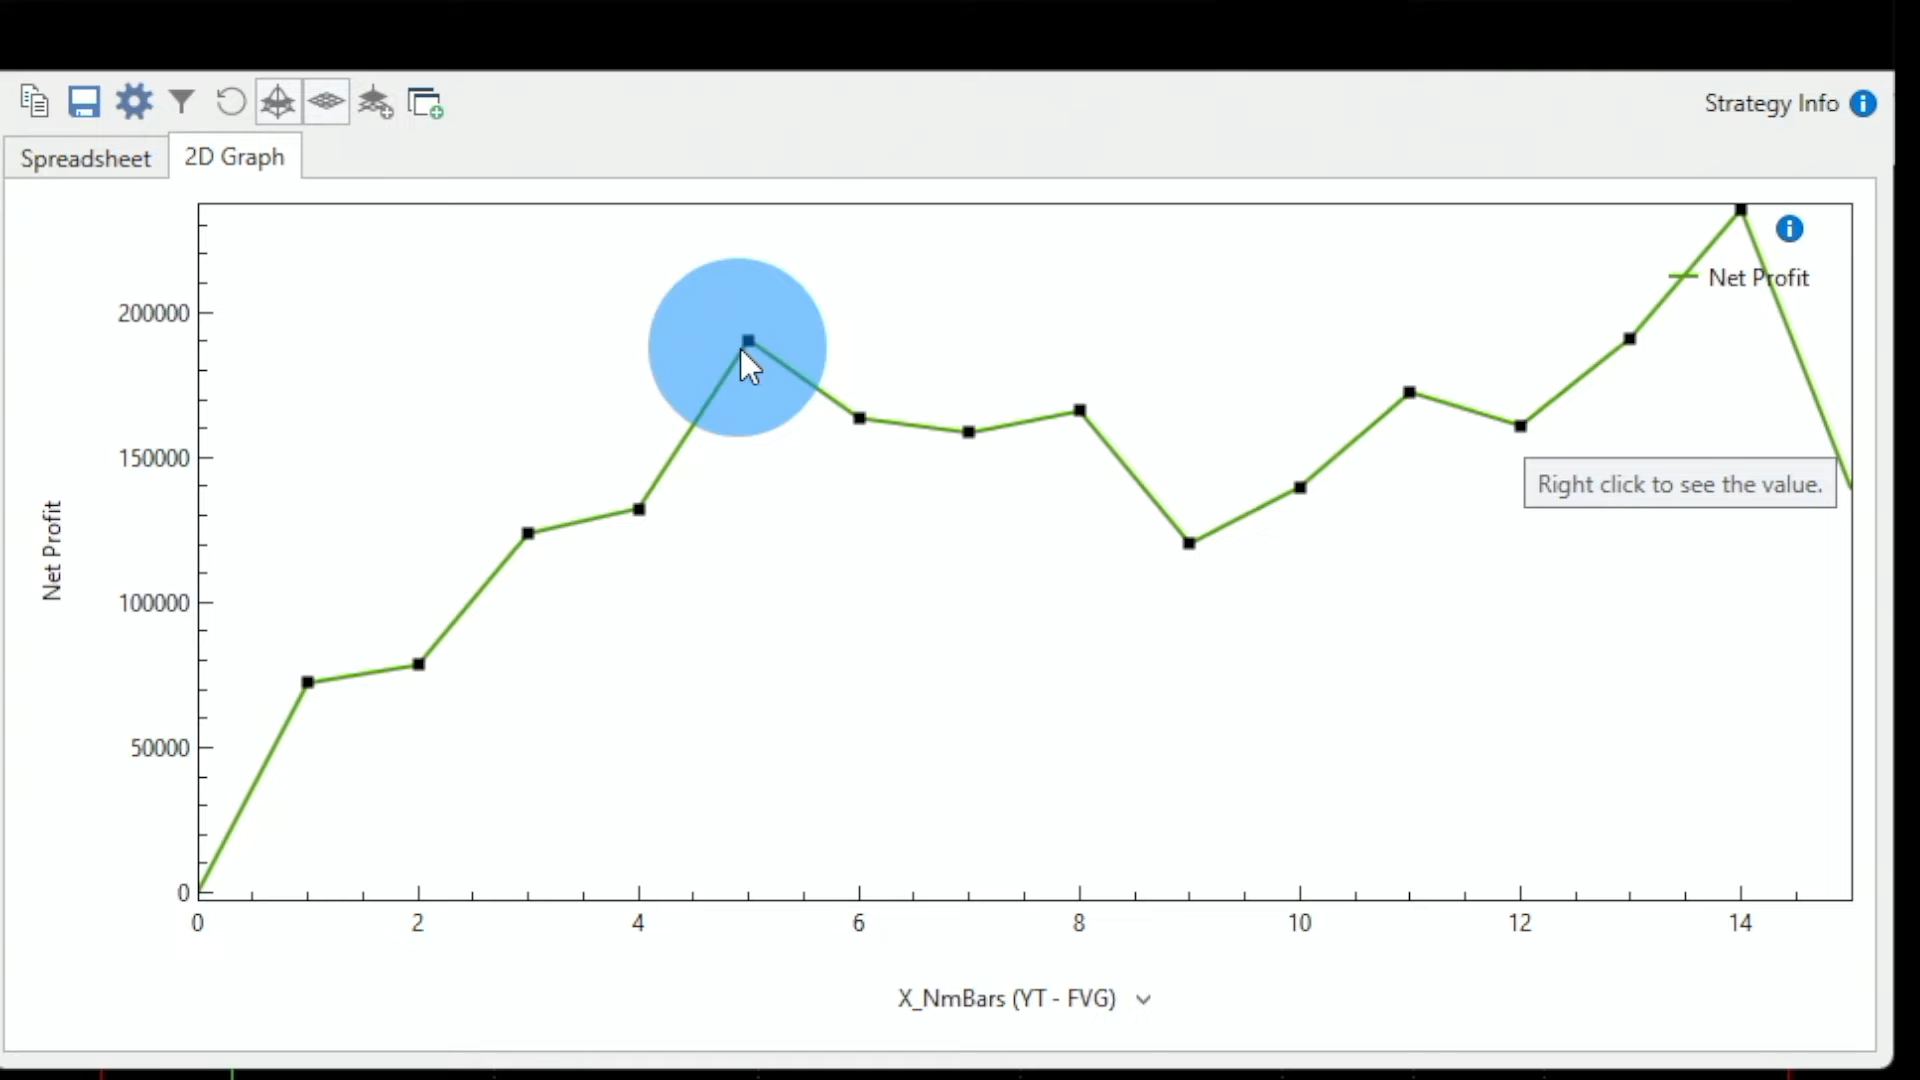 Strategy Info
Spreadsheet
2D Graph
Net Profit
200000
150000
100000
50000
0
Net Profit
Right click to see the value.
0 2 4 6 8 10 12 14
X_NmBars (YT - FVG)